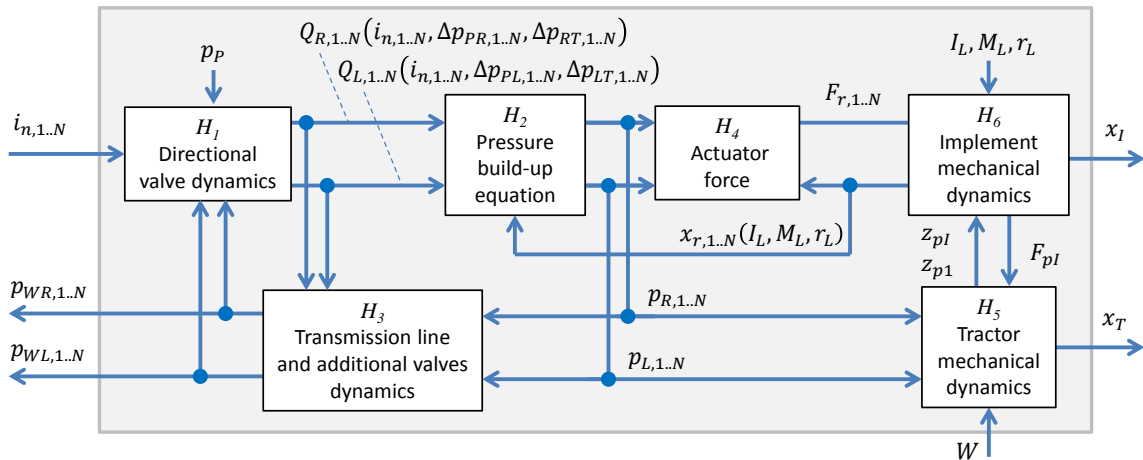 Q_{R,1..N}(i_{n,1..N}, Δp_{PR,1..N}, Δp_{RT,1..N})
p_P
Q_{L,1..N}(i_{n,1..N}, Δp_{PL,1..N}, Δp_{LT,1..N})
I_L, M_L, r_L
i_{n,1..N}
H_1
Directional
valve dynamics
H_2
Pressure
build-up
equation
H_4
Actuator
force
F_{r,1..N}
H_6
Implement
mechanical
dynamics
x_I
x_{r,1..N}(I_L, M_L, r_L)
z_{pI}
z_{p1}
F_{pI}
p_{WR,1..N}
p_{WL,1..N}
H_3
Transmission line
and additional valves
dynamics
p_{R,1..N}
p_{L,1..N}
H_5
Tractor
mechanical
dynamics
x_T
W